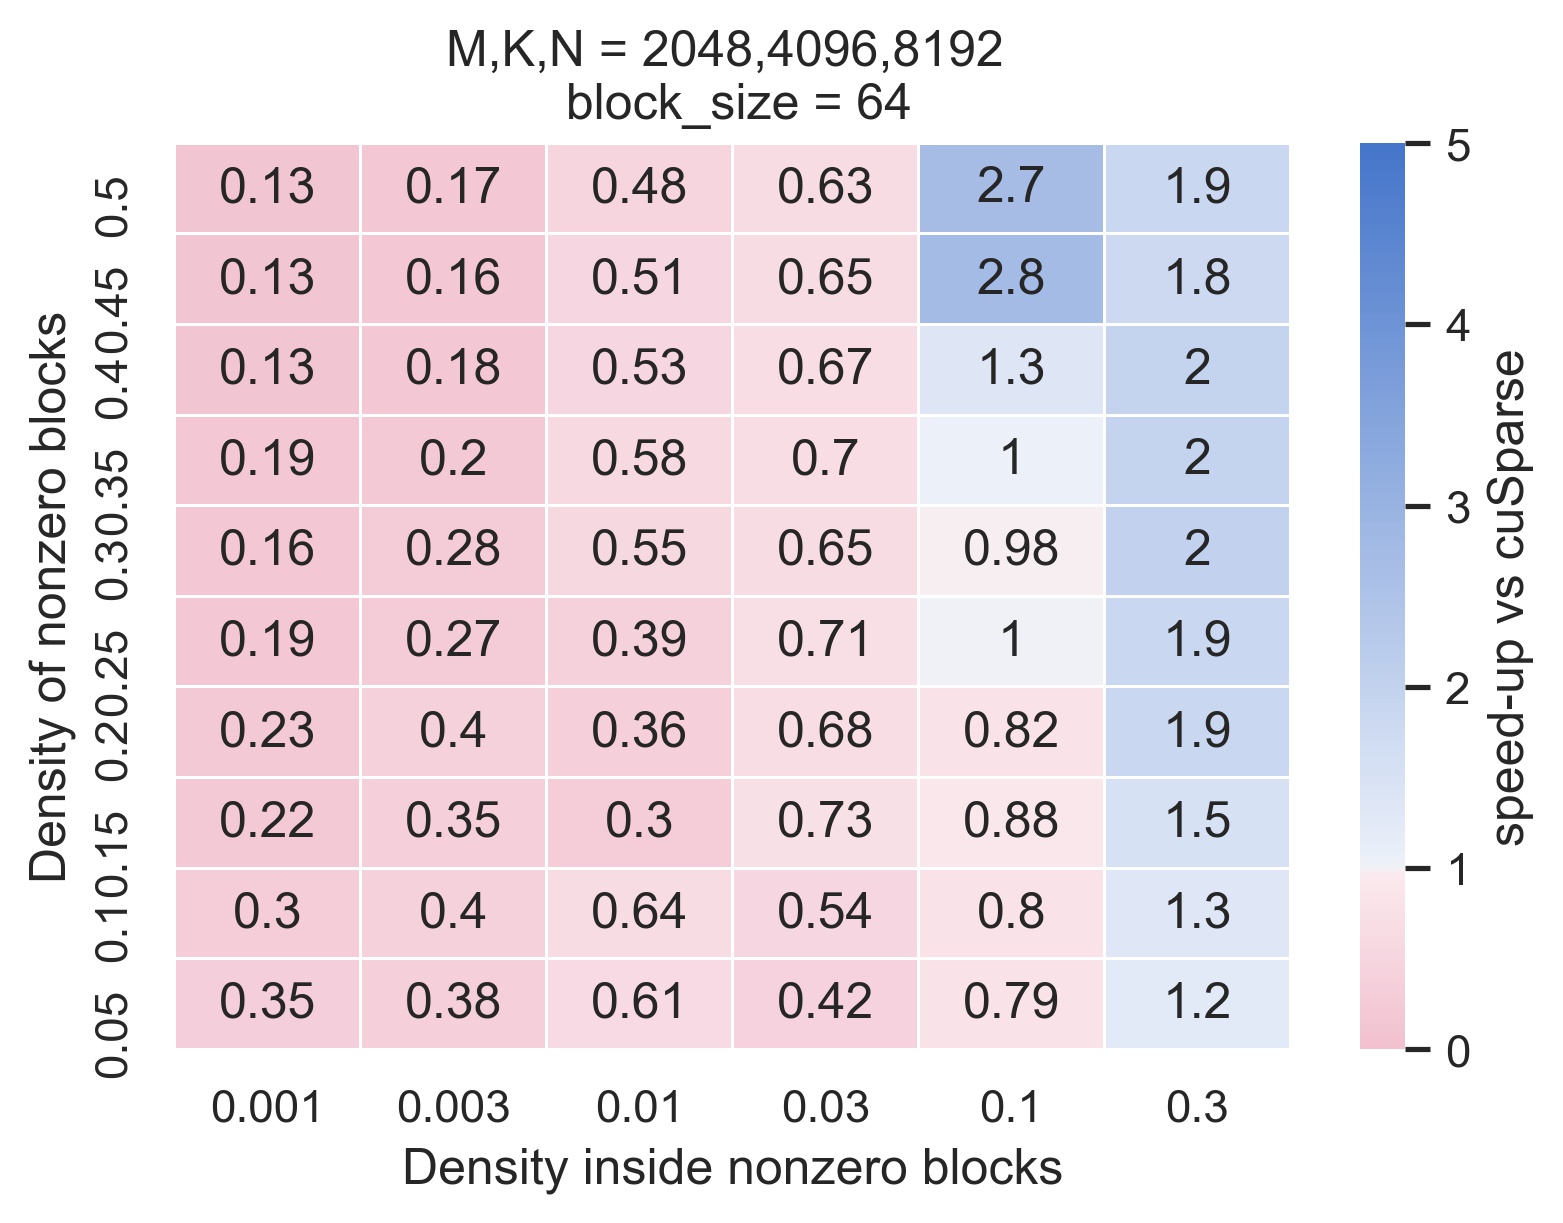 M,K,N = 2048,4096,8192
block_size = 64
Density of nonzero blocks
0.5 0.13 0.17 0.48 0.63 2.7 1.9
0.45 0.13 0.16 0.51 0.65 2.8 1.8
0.4 0.13 0.18 0.53 0.67 1.3 2
0.35 0.19 0.2 0.58 0.7 1 2
0.3 0.16 0.28 0.55 0.65 0.98 2
0.25 0.19 0.27 0.39 0.71 1 1.9
0.2 0.23 0.4 0.36 0.68 0.82 1.9
0.15 0.22 0.35 0.3 0.73 0.88 1.5
0.1 0.3 0.4 0.64 0.54 0.8 1.3
0.05 0.35 0.38 0.61 0.42 0.79 1.2
0.001 0.003 0.01 0.03 0.1 0.3
Density inside nonzero blocks
5
4
3
2
1
0
speed-up vs cuSparse